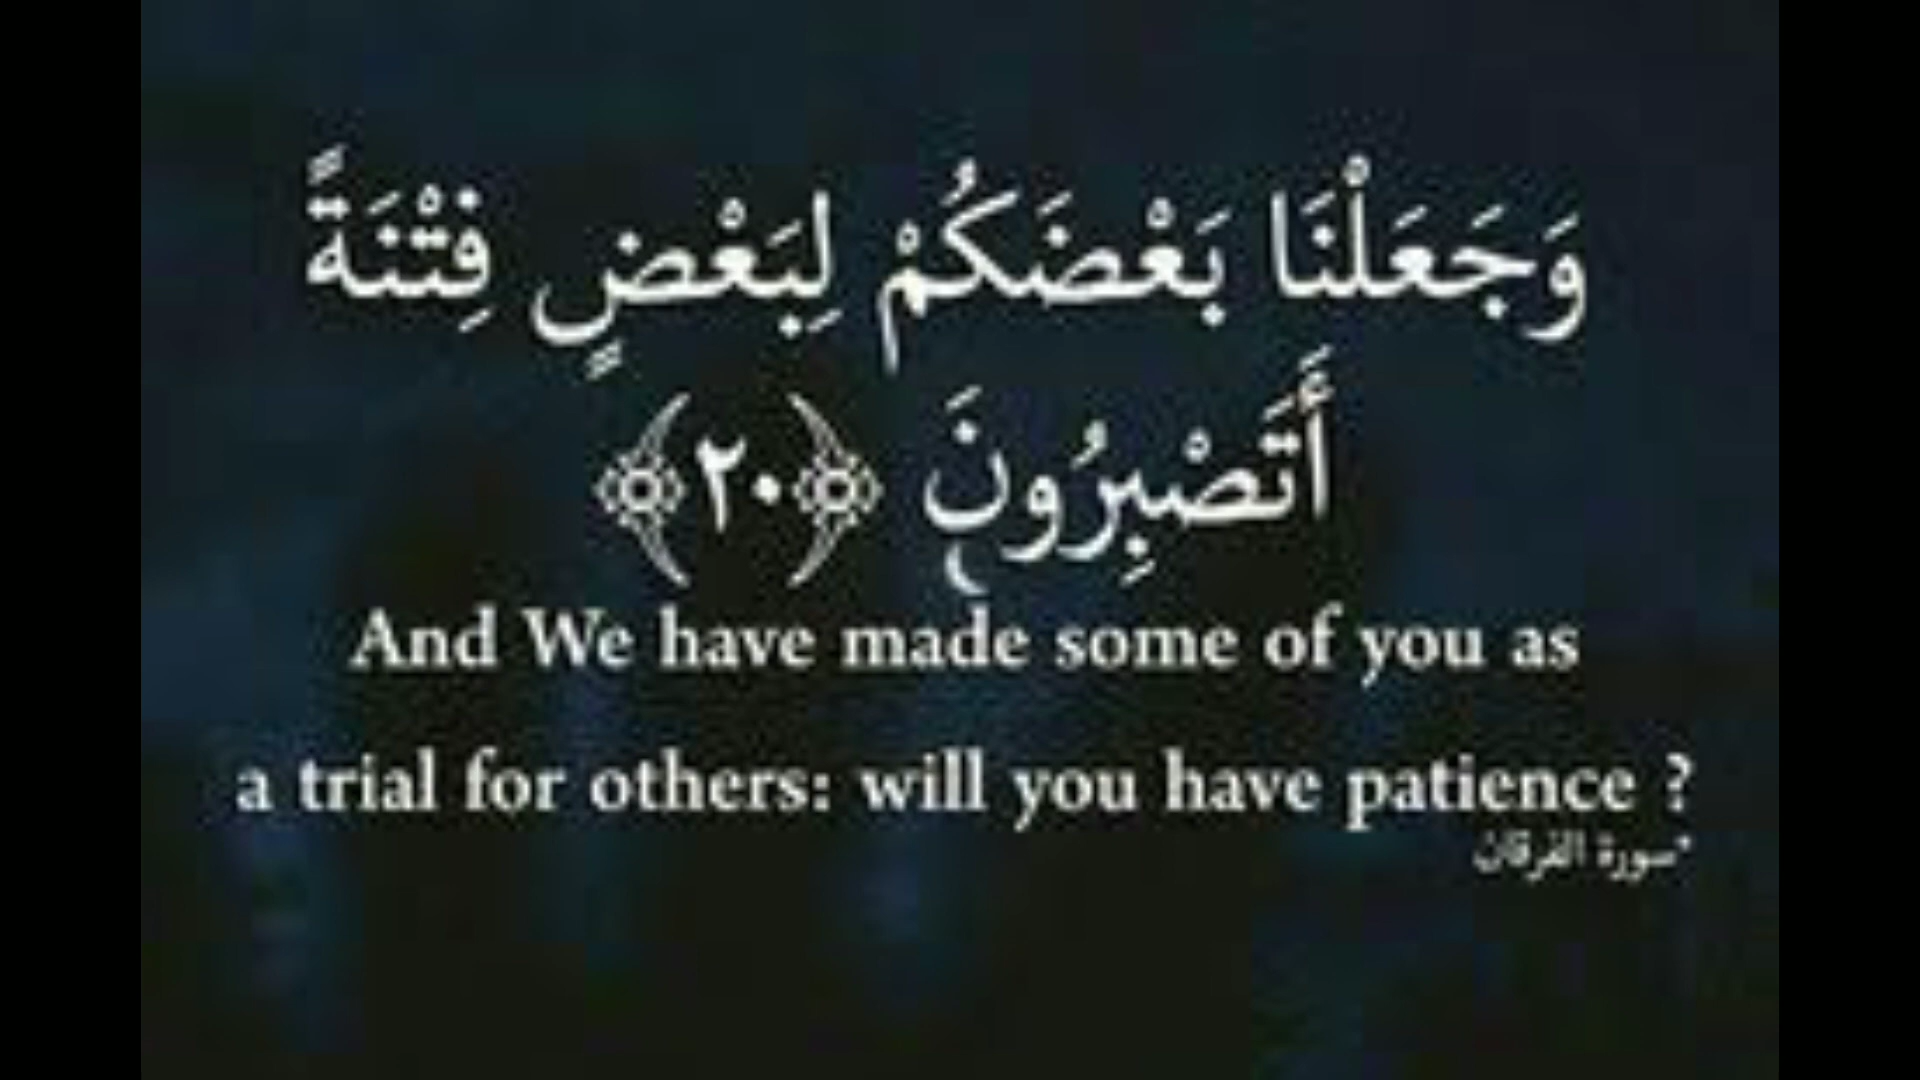 وَجَعَلْنَا بَعْضَكُمْ لِبَعْضٍ فِتْنَةً
أَتَصْبِرُونَ ﴿٢٠﴾
And We have made some of you as
a trial for others: will you have patience ?
*سورة الفرقان